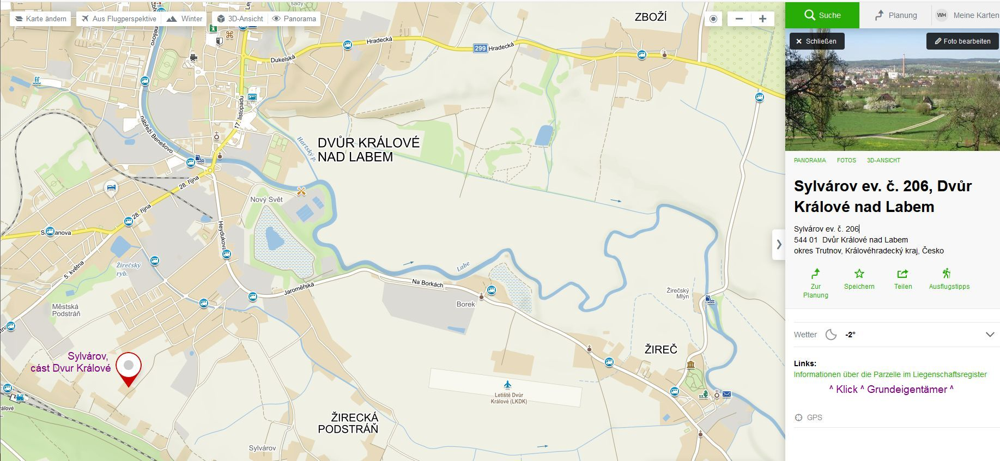 Karte ändern
Aus Flugperspektive
Winter
3D-Ansicht
Panorama
ZBOŽÍ
sady
Hradecká
299
Hradecká
Dukelská
17. listopadu
nábřeží Benešovo
Hartský p.
DVŮR KRÁLOVÉ
NAD LABEM
28. října
Nový Svět
28. října
Heydukova
Žirečský
ryb.
5. května
Labe
Jaroměřská
Na Borkách
Borek
Žirečský
Mlýn
Městská
Podstráň
Sylvárov,
cást Dvur Králové
ŽIREČ
Letiště Dvůr
Králové (LKDK)
ŽIRECKÁ
PODSTRÁŇ
Sylvárov
Suche
Planung
WH
Meine Karten
Schließen
Foto bearbeiten
PANORAMA
FOTOS
3D-ANSICHT
Sylvárov ev. č. 206, Dvůr
Králové nad Labem
Sylvárov ev. č. 206
544 01 Dvůr Králové nad Labem
okres Trutnov, Královéhradecký kraj, Česko
Zur
Planung
Speichern
Teilen
Ausflugstipps
Wetter
-2°
Links:
Informationen über die Parzelle im Liegenschaftsregister
^ Klick ^ Grundeigentämer ^
GPS